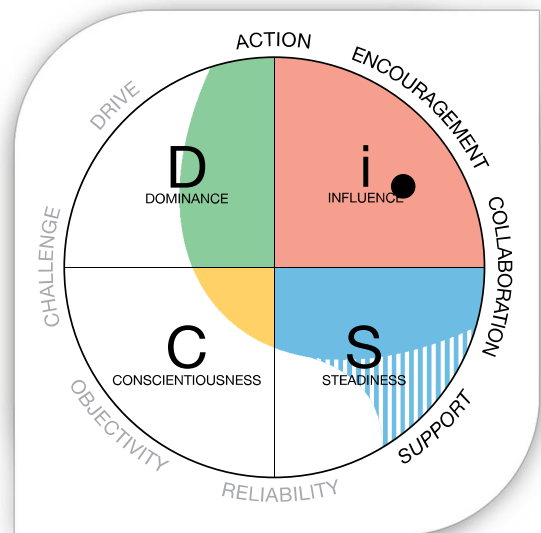 ACTION
ENCOURAGEMENT
DRIVE
D
DOMINANCE
i
INFLUENCE
CHALLENGE
COLLABORATION
C
CONSCIENTIOUSNESS
S
STEADINESS
OBJECTIVITY
SUPPORT
RELIABILITY